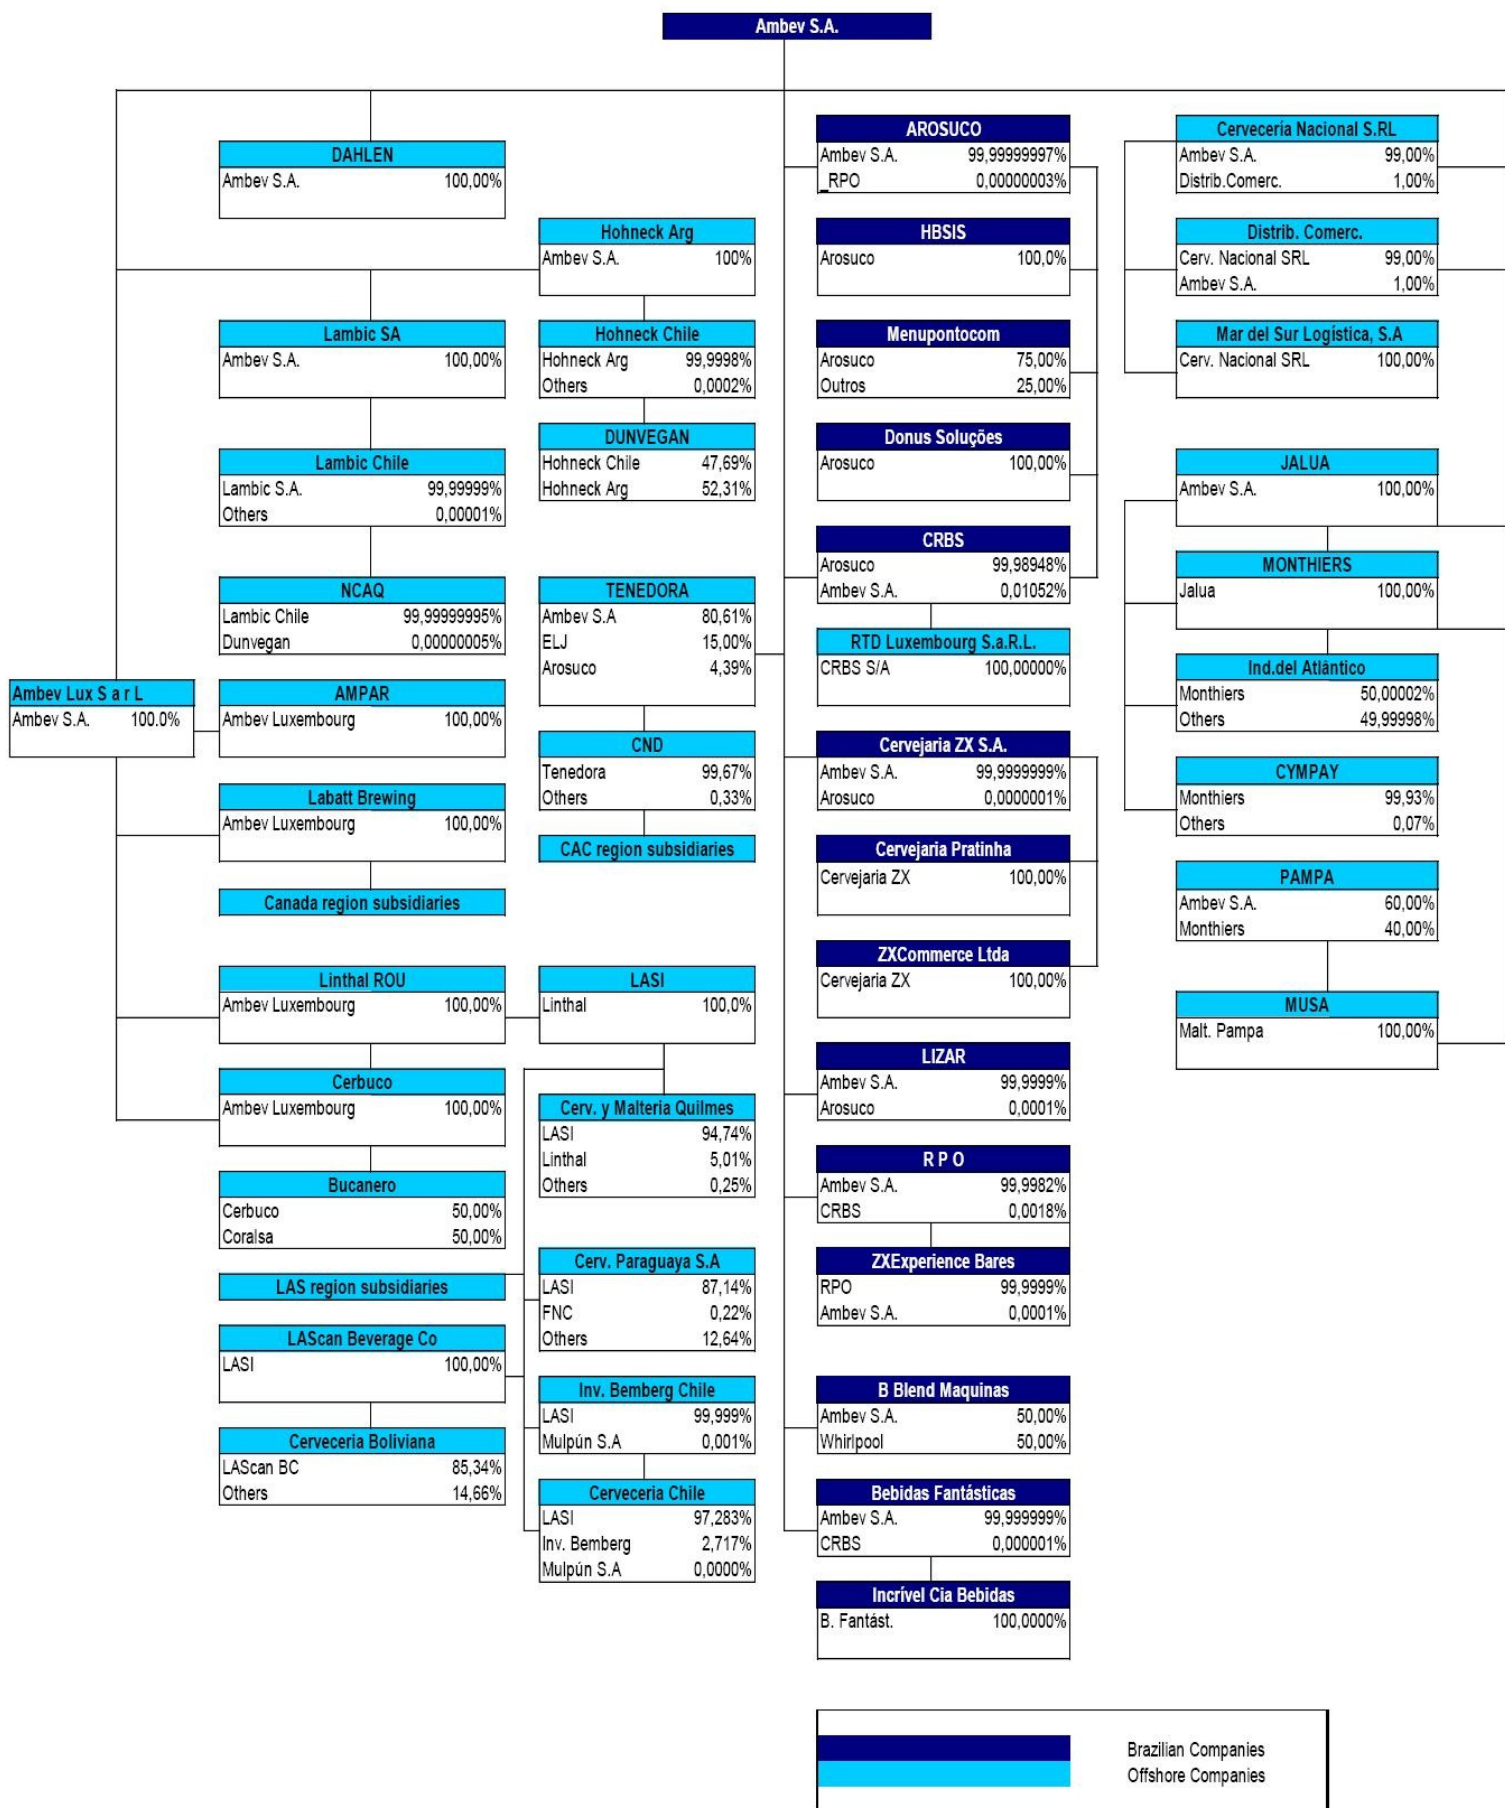 Ambev S.A.
DAHLEN
Ambev S.A. 100,00%
Hohneck Arg
Ambev S.A. 100%
Lambic SA
Ambev S.A. 100,00%
Hohneck Chile
Hohneck Arg 99,9998%
Others 0,0002%
DUNVEGAN
Hohneck Chile 47,69%
Hohneck Arg 52,31%
Lambic Chile
Lambic S.A. 99,99999%
Others 0,00001%
NCAQ
Lambic Chile 99,99999995%
Dunvegan 0,00000005%
TENEDORA
Ambev S.A 80,61%
ELJ 15,00%
Arosuco 4,39%
Ambev Lux S a r L
Ambev S.A. 100.0%
AMPAR
Ambev Luxembourg 100,00%
CND
Tenedora 99,67%
Others 0,33%
Labatt Brewing
Ambev Luxembourg 100,00%
CAC region subsidiaries
Canada region subsidiaries
Linthal ROU
Ambev Luxembourg 100,00%
LASI
Linthal 100,0%
Cerbuco
Ambev Luxembourg 100,00%
Cerv. y Malteria Quilmes
LASI 94,74%
Linthal 5,01%
Others 0,25%
Bucanero
Cerbuco 50,00%
Coralsa 50,00%
LAS region subsidiaries
Cerv. Paraguaya S.A
LASI 87,14%
FNC 0,22%
Others 12,64%
LAScan Beverage Co
LASI 100,00%
Inv. Bemberg Chile
LASI 99,999%
Mulpún S.A 0,001%
Cerveceria Boliviana
LAScan BC 85,34%
Others 14,66%
Cerveceria Chile
LASI 97,283%
Inv. Bemberg 2,717%
Mulpún S.A 0,0000%
AROSUCO
Ambev S.A. 99,99999997%
_RPO 0,00000003%
HBSIS
Arosuco 100,0%
Menupontocom
Arosuco 75,00%
Outros 25,00%
Donus Soluções
Arosuco 100,00%
CRBS
Arosuco 99,98948%
Ambev S.A. 0,01052%
RTD Luxembourg S.a.R.L.
CRBS S/A 100,00000%
Cervejaria ZX S.A.
Ambev S.A. 99,9999999%
Arosuco 0,0000001%
Cervejaria Pratinha
Cervejaria ZX 100,00%
ZXCommerce Ltda
Cervejaria ZX 100,00%
LIZAR
Ambev S.A. 99,9999%
Arosuco 0,0001%
R P O
Ambev S.A. 99,9982%
CRBS 0,0018%
ZXExperience Bares
RPO 99,9999%
Ambev S.A. 0,0001%
B Blend Maquinas
Ambev S.A. 50,00%
Whirlpool 50,00%
Bebidas Fantásticas
Ambev S.A. 99,999999%
CRBS 0,000001%
Incrível Cia Bebidas
B. Fantást. 100,0000%
Cervecería Nacional S.RL
Ambev S.A. 99,00%
Distrib.Comerc. 1,00%
Distrib. Comerc.
Cerv. Nacional SRL 99,00%
Ambev S.A. 1,00%
Mar del Sur Logística, S.A
Cerv. Nacional SRL 100,00%
JALUA
Ambev S.A. 100,00%
MONTHIERS
Jalua 100,00%
Ind.del Atlántico
Monthiers 50,00002%
Others 49,99998%
CYMPAY
Monthiers 99,93%
Others 0,07%
PAMPA
Ambev S.A. 60,00%
Monthiers 40,00%
MUSA
Malt. Pampa 100,00%
Brazilian Companies
Offshore Companies